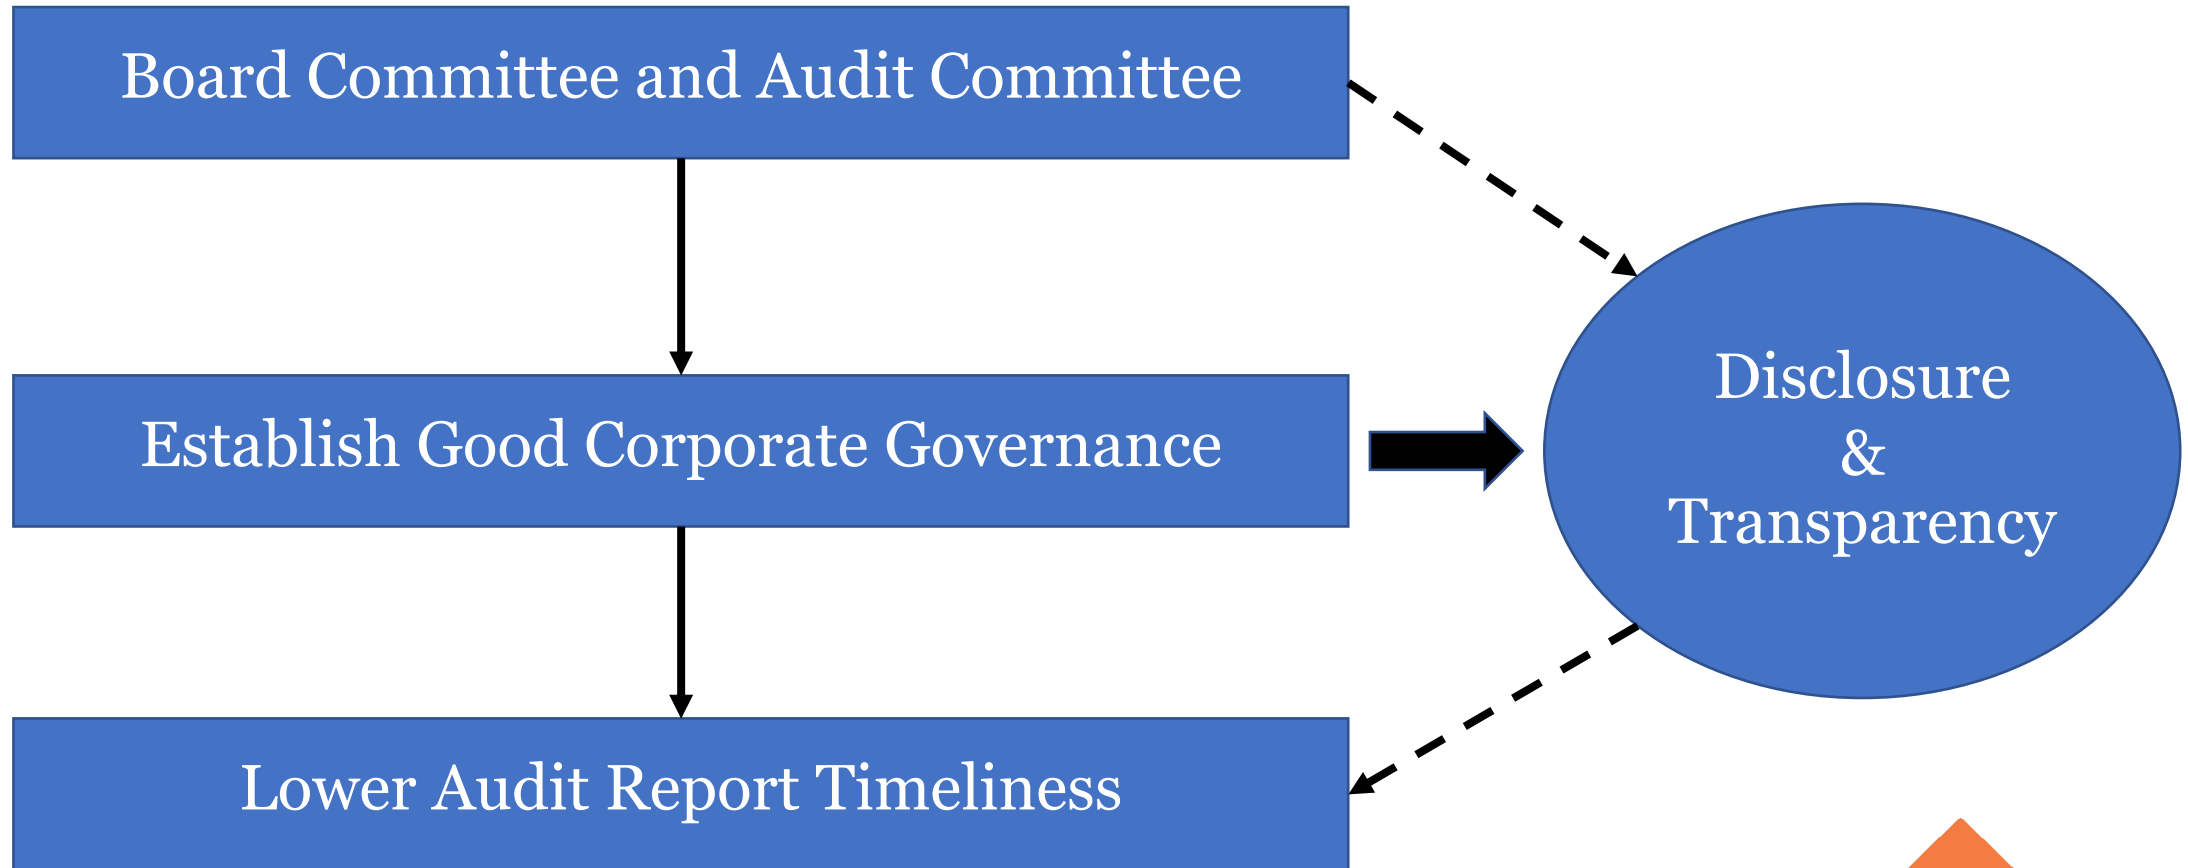 Board Committee and Audit Committee
Establish Good Corporate Governance
Disclosure
&
Transparency
Lower Audit Report Timeliness